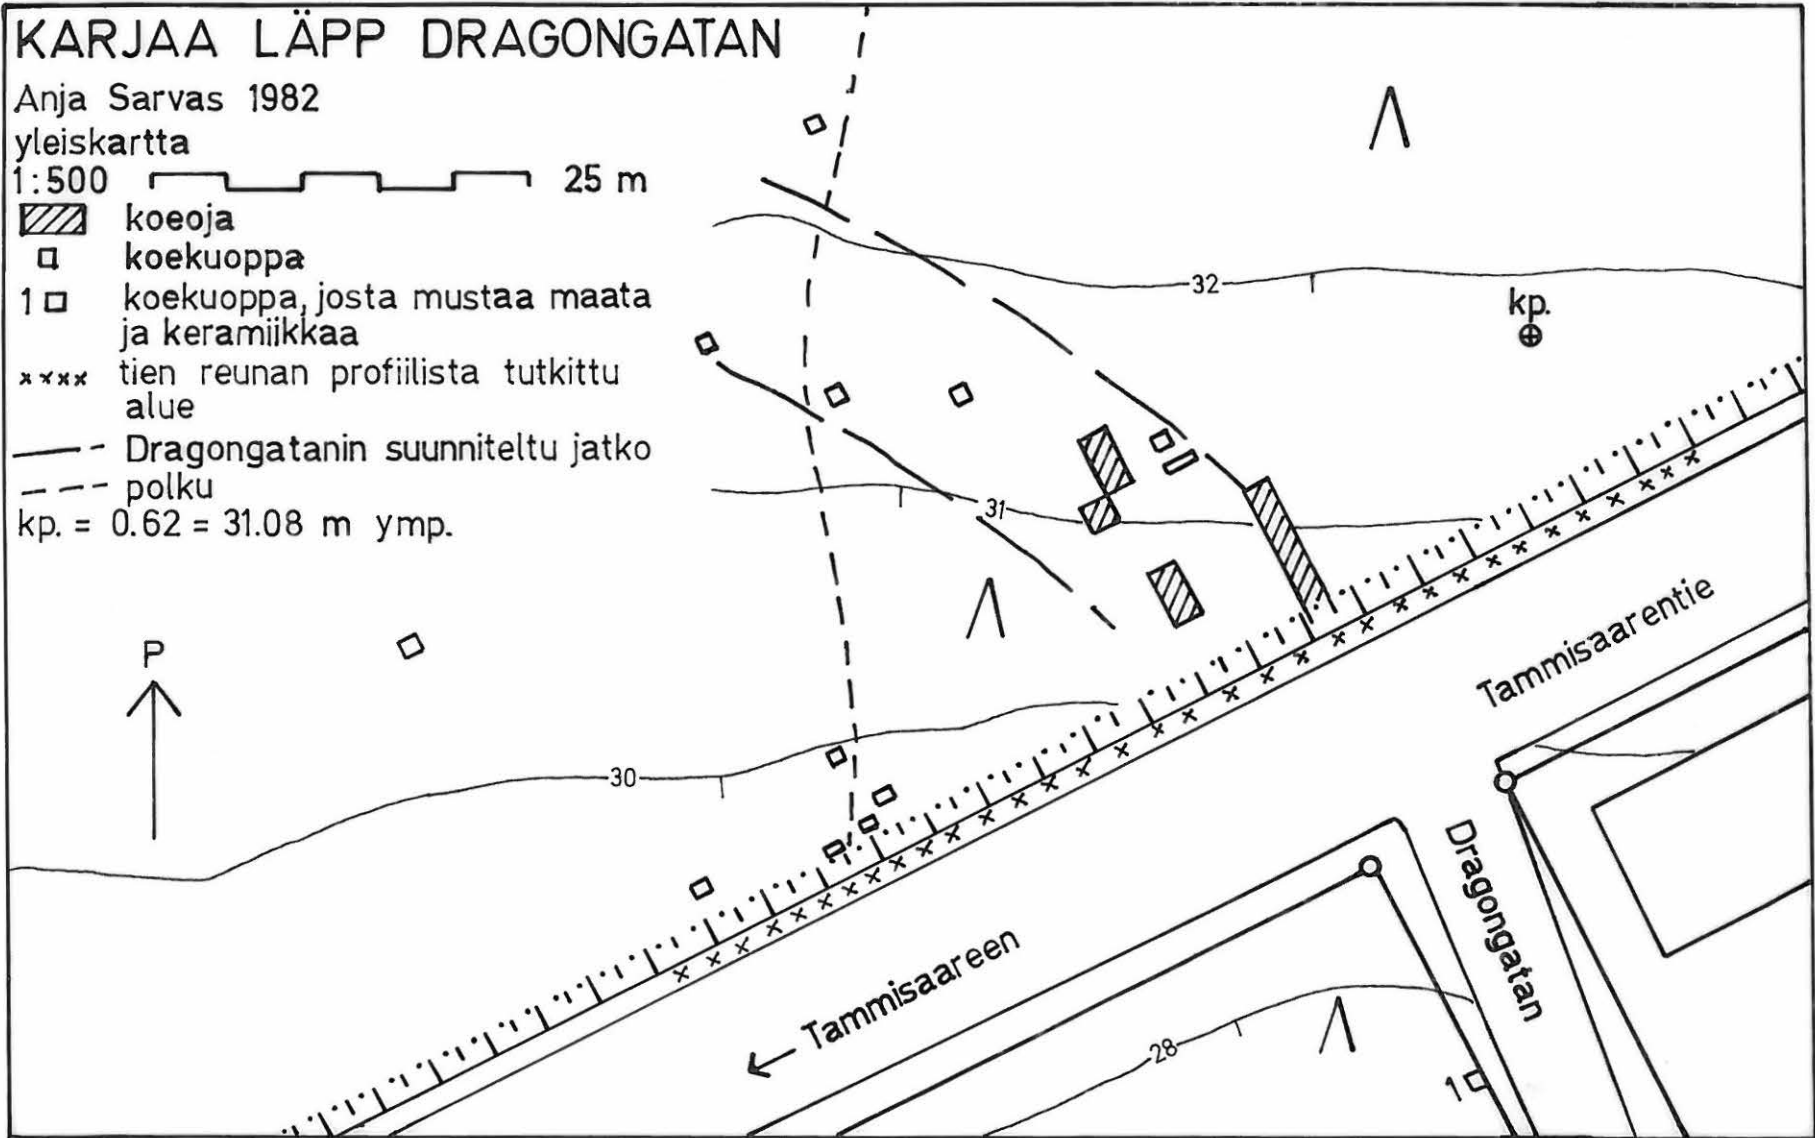 KARJAA LÄPP DRAGONGATAN
Anja Sarvas 1982
yleiskartta
1:500 25 m
koeoja
koekuoppa
1 koekuoppa, josta mustaa maata
ja keramiikkaa
xxxx tien reunan profiilista tutkittu
alue
Dragongatanin suunniteltu jatko
polku
kp. = 0.62 = 31.08 m ymp.
32
kp.
31
P
30
Tammisaarentie
Dragongatan
← Tammisaareen
28
1